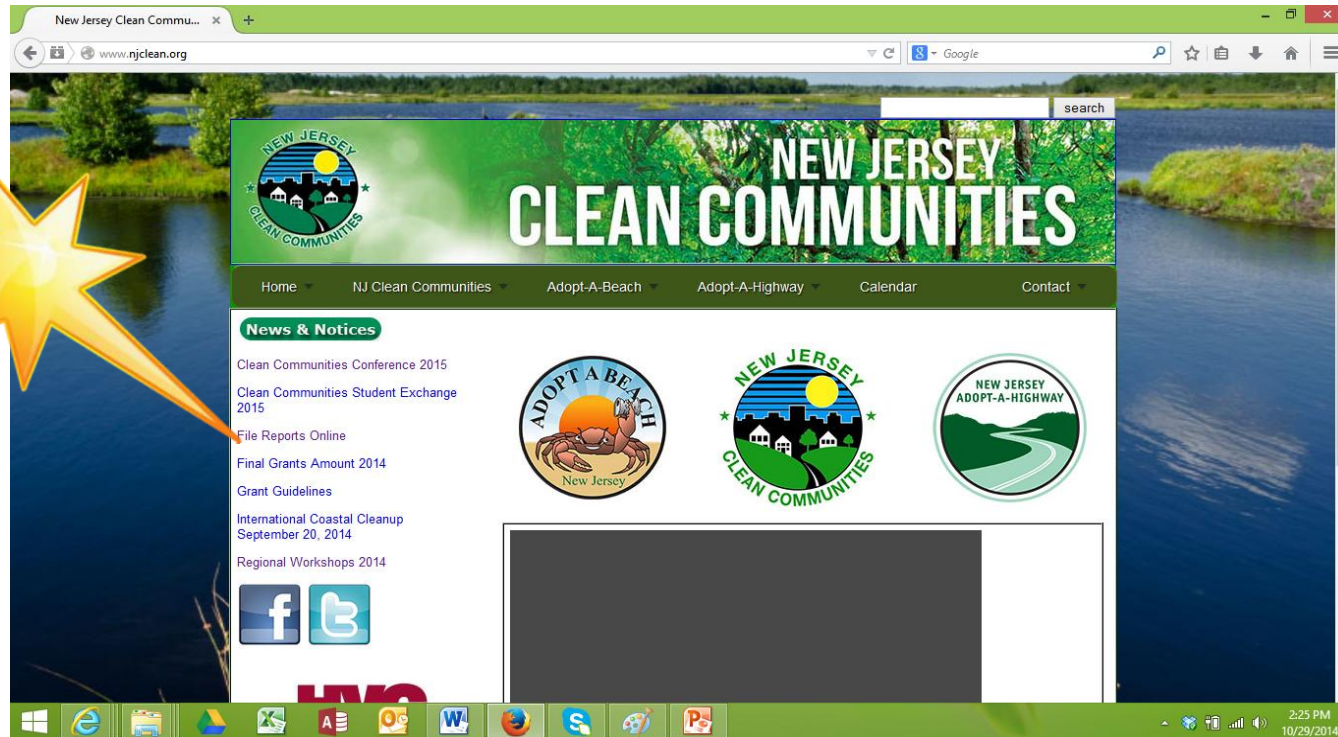 New Jersey Clean Commu...
www.njclean.org
Google
search
NEW JERSEY
CLEAN COMMUNITIES
NEW JERSEY
CLEAN COMMUNITIES
Home
NJ Clean Communities
Adopt-A-Beach
Adopt-A-Highway
Calendar
Contact
News & Notices
Clean Communities Conference 2015
Clean Communities Student Exchange
2015
File Reports Online
Final Grants Amount 2014
Grant Guidelines
International Coastal Cleanup
September 20, 2014
Regional Workshops 2014
ADOPT A BEACH
New Jersey
NEW JERSEY
CLEAN COMMUNITIES
NEW JERSEY
ADOPT-A-HIGHWAY
2:25 PM
10/29/2014